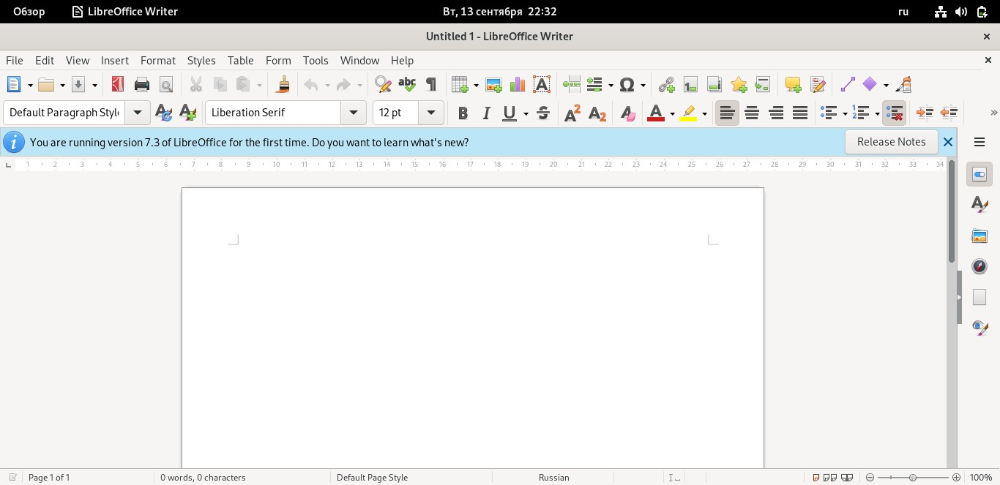 Обзор LibreOffice Writer Вт, 13 сентября 22:32 ru
Untitled 1 - LibreOffice Writer
File Edit View Insert Format Styles Table Form Tools Window Help
Default Paragraph Styl Liberation Serif 12 pt
You are running version 7.3 of LibreOffice for the first time. Do you want to learn what's new? Release Notes
1 2 3 4 5 6 7 8 9 10 11 12 13 14 15 16 17 18 19 20 21 22 23 24 25 26 27 28 29 30 31 32 33 34
Page 1 of 1 0 words, 0 characters Default Page Style Russian 100%